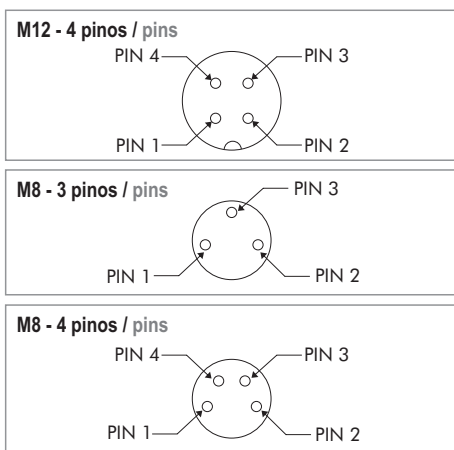 M12 - 4 pinos / pins
PIN 4 PIN 3
PIN 1 PIN 2
M8 - 3 pinos / pins
PIN 3
PIN 1 PIN 2
M8 - 4 pinos / pins
PIN 4 PIN 3
PIN 1 PIN 2